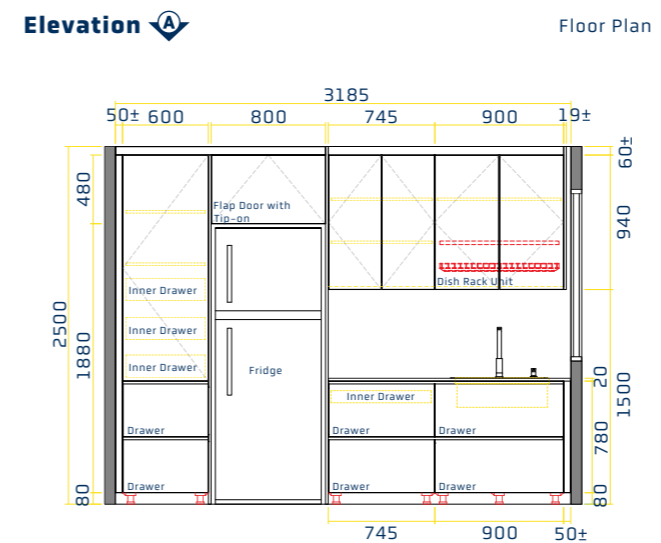 Elevation A
Floor Plan
3185
50± 600 800 745 900 19±
60±
480
940
Flap Door with
Tip-on
Dish Rack Unit
Inner Drawer
Inner Drawer
Inner Drawer
2500
1880
Fridge
20
1500
Inner Drawer
780
Drawer
Drawer
Drawer
Drawer
Drawer
Drawer
80
80
745 900 50±